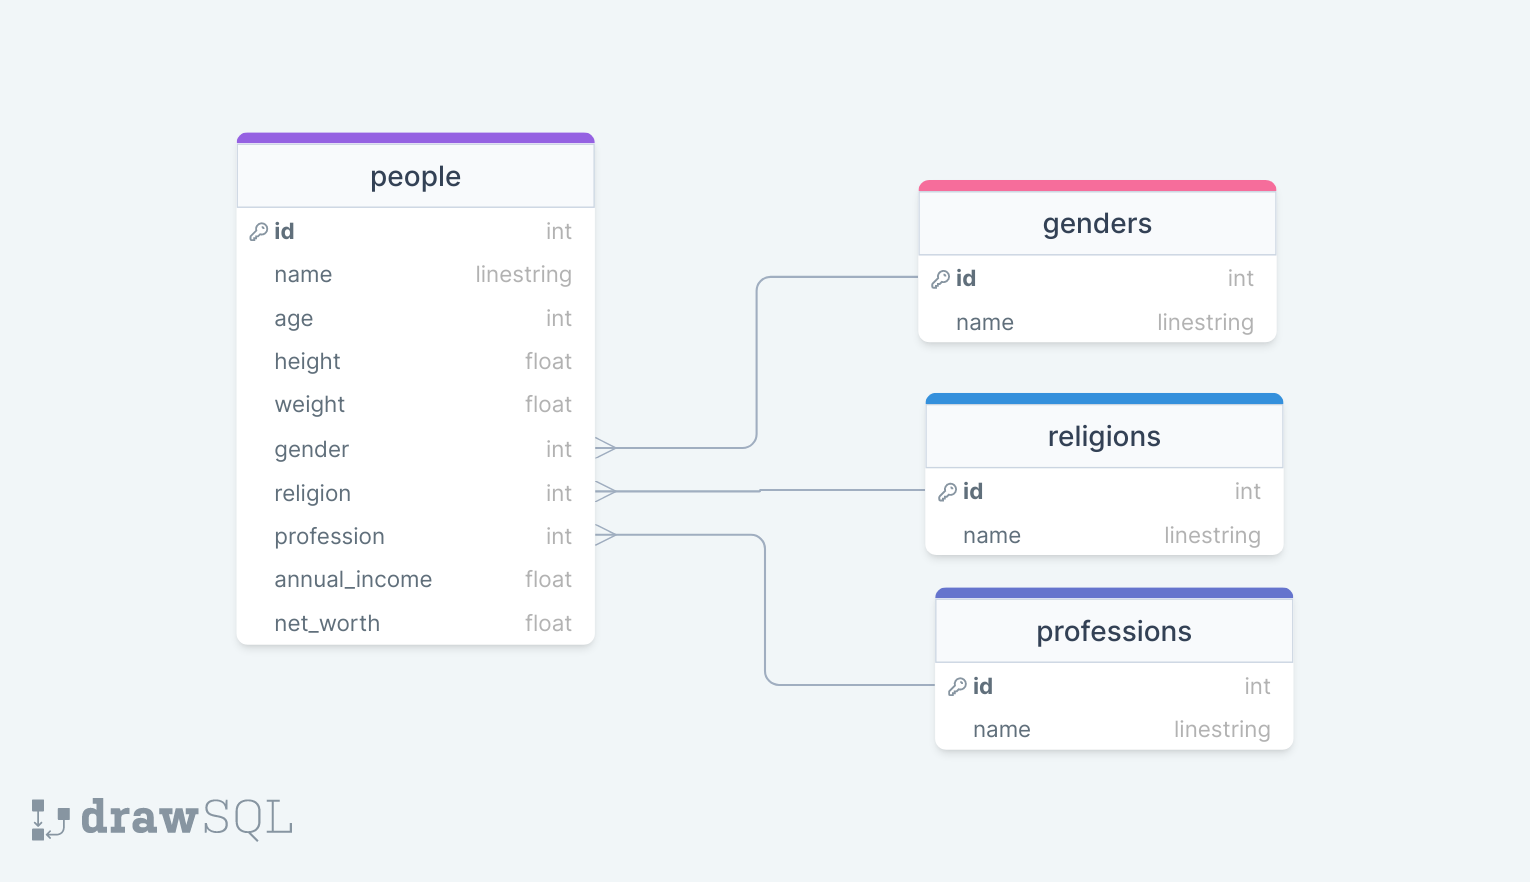 people
id int
name linestring
age int
height float
weight float
gender int
religion int
profession int
annual_income float
net_worth float
genders
id int
name linestring
religions
id int
name linestring
professions
id int
name linestring
drawSQL